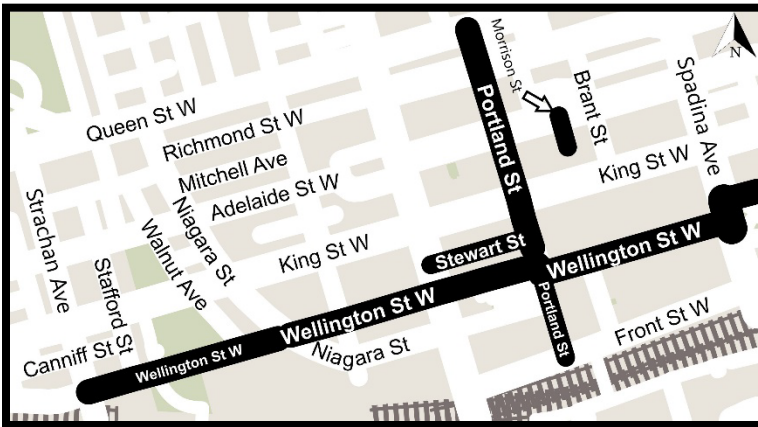 Queen St W
Richmond St W
Mitchell Ave
Adelaide St W
King St W
Strachan Ave
Stafford St
Walnut Ave
Niagara St
Canniff St
Wellington St W
Wellington St W
Niagara St
Stewart St
Portland St
Morrison St
Brant St
Spadina Ave
King St W
Wellington St W
Portland St
Front St W
N